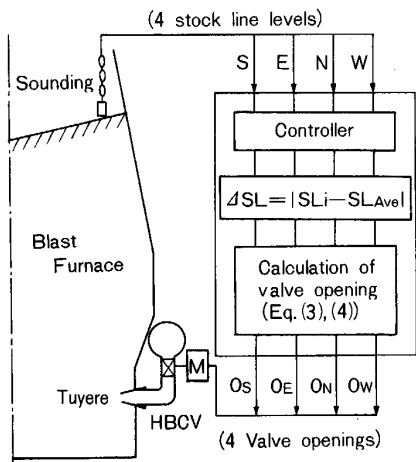 (4 stock line levels)
S E N W
Sounding
Controller
ΔSL=|SLi−SLAve|
Blast
Furnace
Calculation of
valve opening
(Eq.(3),(4))
M
Tuyere
HBCV
OS OE ON OW
(4 Valve openings)